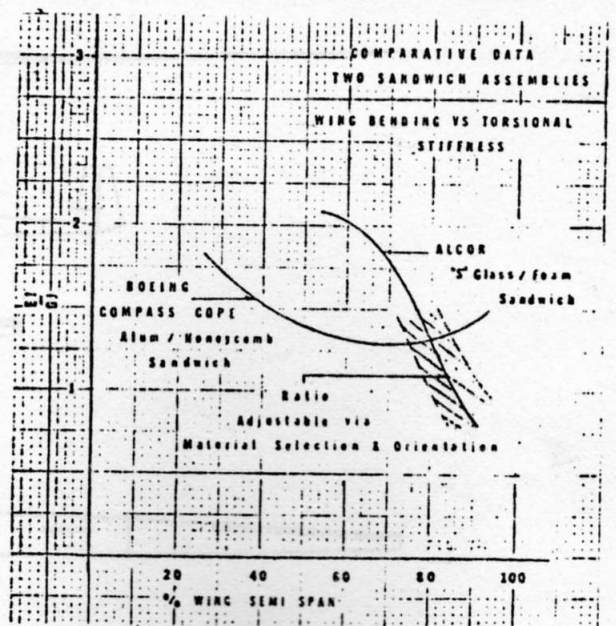 3
COMPARATIVE DATA
TWO SANDWICH ASSEMBLIES
WING BENDING VS TORSIONAL
STIFFNESS
2
ALCOR
"S" Glass/Foam
Sandwich
BOEING
COMPASS COPE
Alum/Honeycomb
Sandwich
1
Ratio
Adjustable via
Material Selection & Orientation
20 40 60 80 100
% WING SEMI SPAN